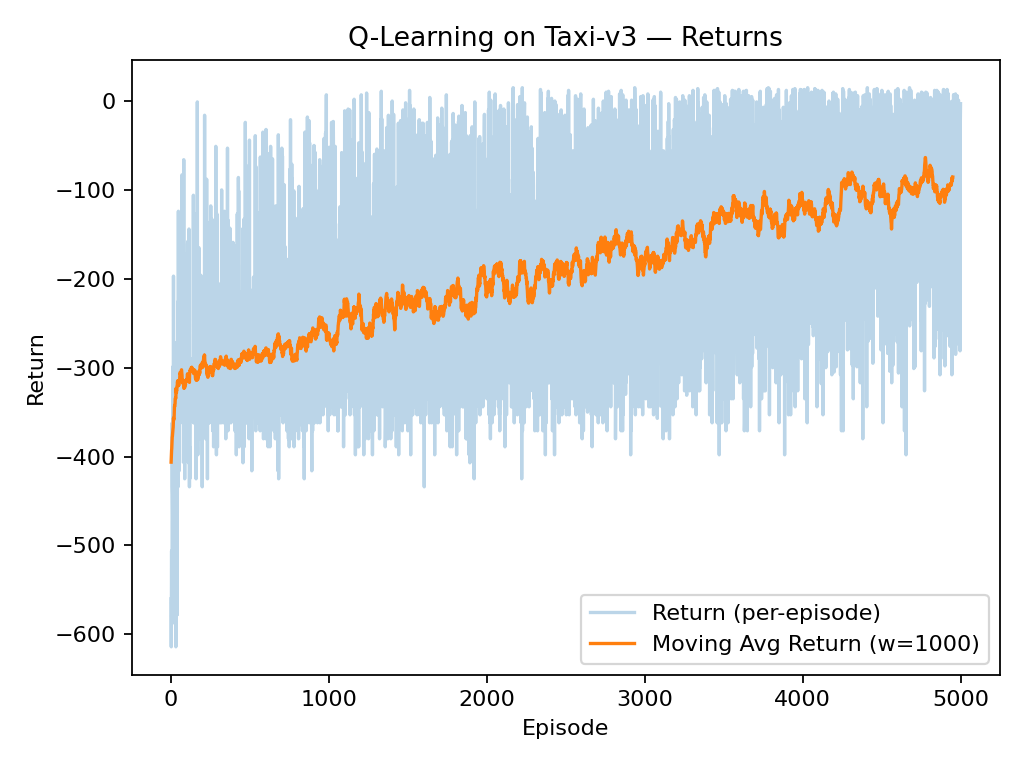 Q-Learning on Taxi-v3 — Returns
0
−100
−200
−300
−400
−500
−600
Return
Return (per-episode)
Moving Avg Return (w=1000)
0 1000 2000 3000 4000 5000
Episode